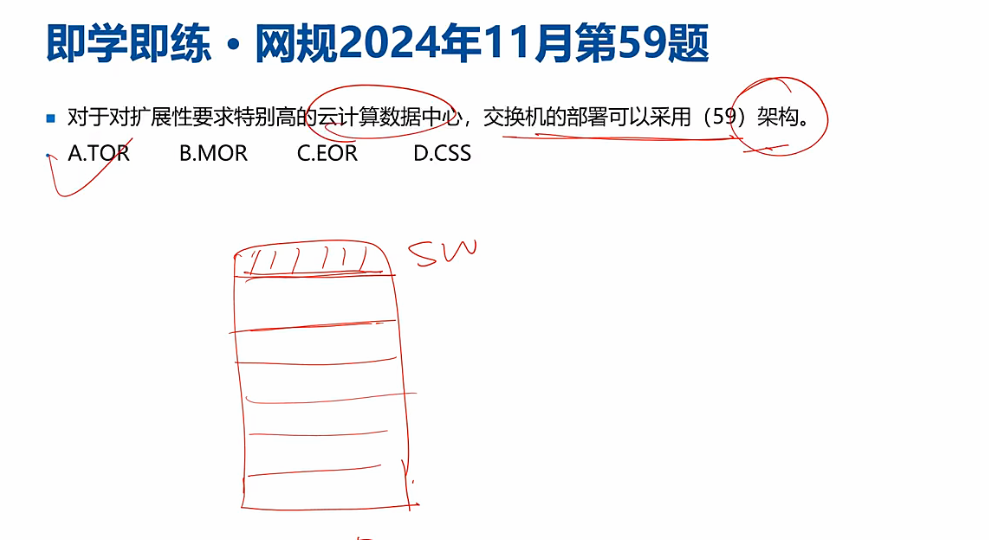 即学即练 • 网规2024年11月第59题
对于对扩展性要求特别高的云计算数据中心，交换机的部署可以采用（59）架构。
A.TOR B.MOR C.EOR D.CSS
SW